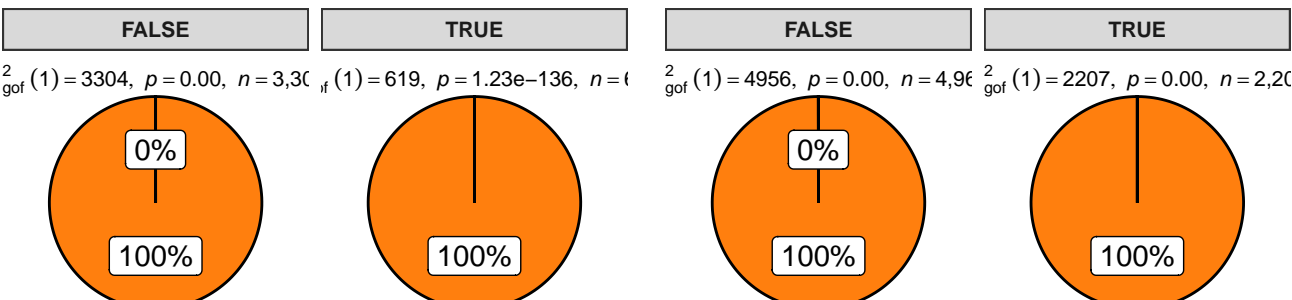 FALSE TRUE FALSE TRUE
2 gof (1) = 3304, p = 0.00, n = 3,30
(1) = 619, p = 1.23e−136, n =
2 gof (1) = 4956, p = 0.00, n = 4,96
2 gof (1) = 2207, p = 0.00, n = 2,20
0% 0%
100% 100% 100% 100%